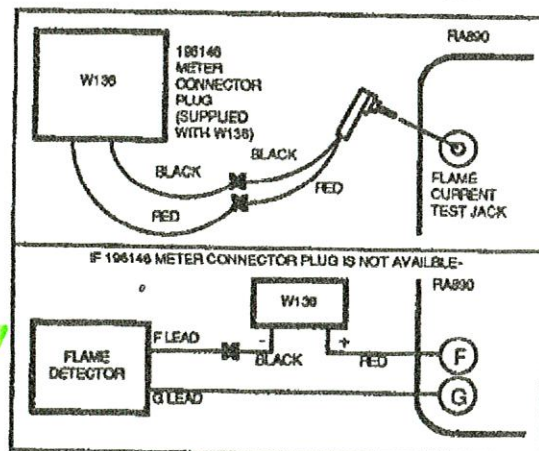 RA890
W136
196146
METER
CONNECTOR
PLUG
(SUPPLIED
WITH W136)
BLACK
BLACK
RED
RED
FLAME
CURRENT
TEST JACK
IF 196146 METER CONNECTOR PLUG IS NOT AVAILBLE-
RA890
W136
F LEAD
- +
BLACK
RED
F
FLAME
DETECTOR
G LEAD
G